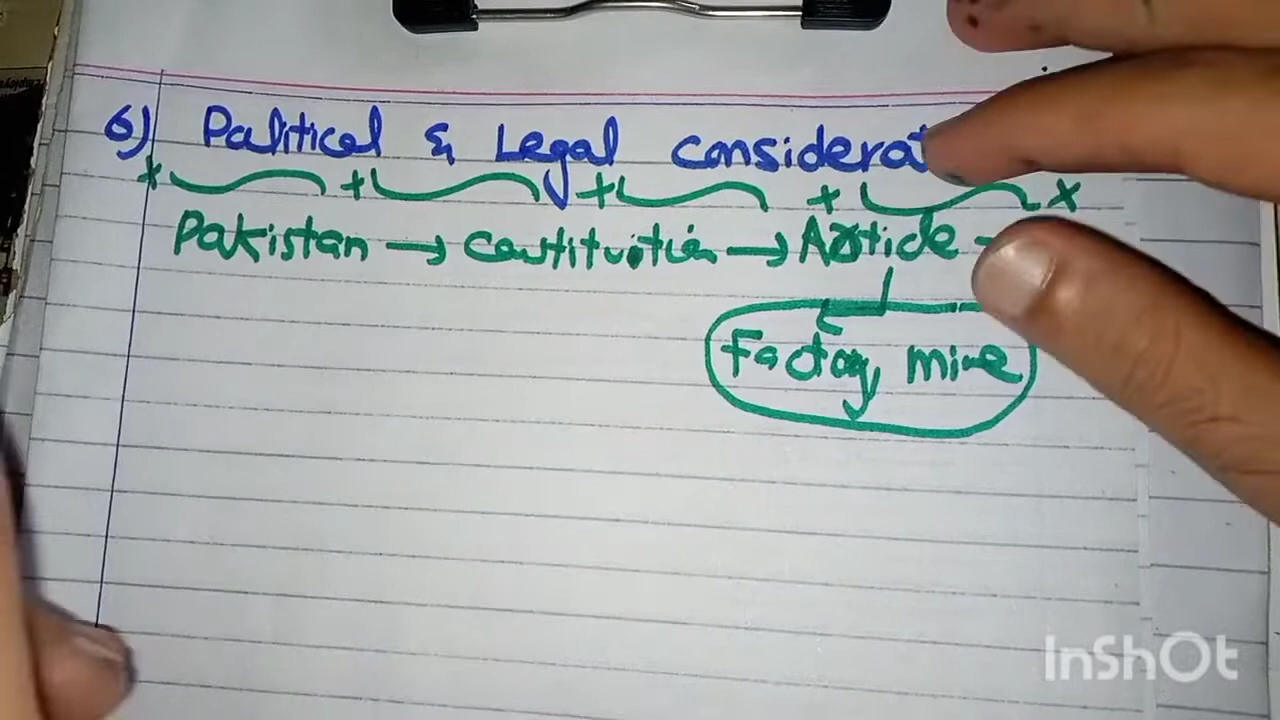 6) Political & Legal considerat
Pakistan → Constitution → Article -
Factory, mine
InShOt